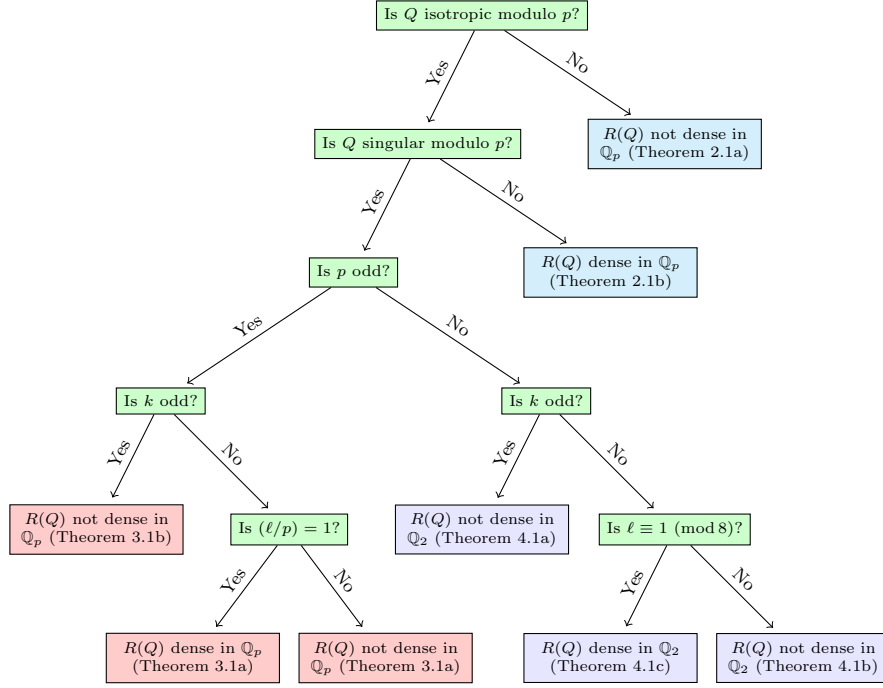 Is Q isotropic modulo p?
Yes
No
R(Q) not dense in
ℚₚ (Theorem 2.1a)
Is Q singular modulo p?
Yes
No
R(Q) dense in ℚₚ
(Theorem 2.1b)
Is p odd?
Yes
No
Is k odd?
Is k odd?
Yes
No
Yes
No
R(Q) not dense in
ℚₚ (Theorem 3.1b)
Is (ℓ/p) = 1?
R(Q) not dense in
ℚ₂ (Theorem 4.1a)
Is ℓ ≡ 1 (mod 8)?
Yes
No
Yes
No
R(Q) dense in ℚₚ
(Theorem 3.1a)
R(Q) not dense in
ℚₚ (Theorem 3.1a)
R(Q) dense in ℚ₂
(Theorem 4.1c)
R(Q) not dense in
ℚ₂ (Theorem 4.1b)